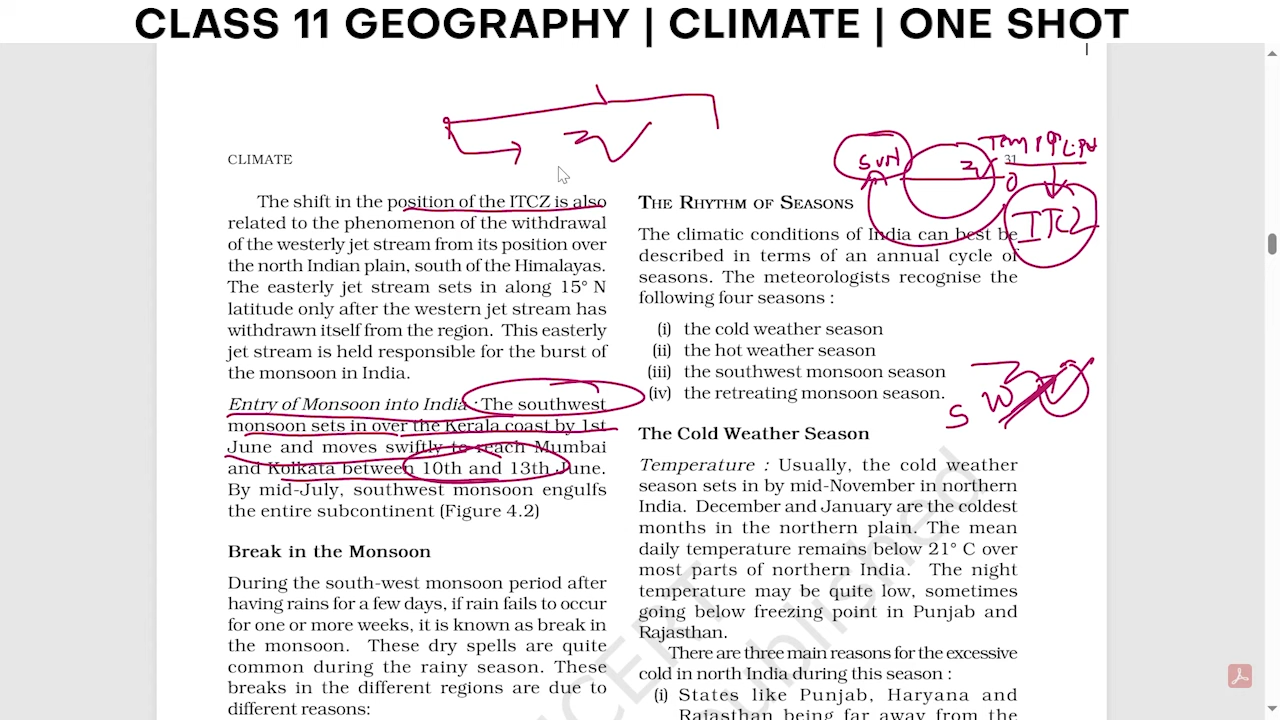 CLASS 11 GEOGRAPHY | CLIMATE | ONE SHOT
CLIMATE
31
The shift in the position of the ITCZ is also
related to the phenomenon of the withdrawal
of the westerly jet stream from its position over
the north Indian plain, south of the Himalayas.
The easterly jet stream sets in along 15° N
latitude only after the western jet stream has
withdrawn itself from the region. This easterly
jet stream is held responsible for the burst of
the monsoon in India.
Entry of Monsoon into India : The southwest
monsoon sets in over the Kerala coast by 1st
June and moves swiftly to reach Mumbai
and Kolkata between 10th and 13th June.
By mid-July, southwest monsoon engulfs
the entire subcontinent (Figure 4.2)
Break in the Monsoon
During the south-west monsoon period after
having rains for a few days, if rain fails to occur
for one or more weeks, it is known as break in
the monsoon. These dry spells are quite
common during the rainy season. These
breaks in the different regions are due to
different reasons:
SUN
0
ITCZ
THE RHYTHM OF SEASONS
The climatic conditions of India can best be
described in terms of an annual cycle of
seasons. The meteorologists recognise the
following four seasons :
(i) the cold weather season
(ii) the hot weather season
(iii) the southwest monsoon season
(iv) the retreating monsoon season.
S W
The Cold Weather Season
Temperature : Usually, the cold weather
season sets in by mid-November in northern
India. December and January are the coldest
months in the northern plain. The mean
daily temperature remains below 21° C over
most parts of northern India. The night
temperature may be quite low, sometimes
going below freezing point in Punjab and
Rajasthan.
There are three main reasons for the excessive
cold in north India during this season :
(i) States like Punjab, Haryana and
Rajasthan being far away from the
NCERT
published